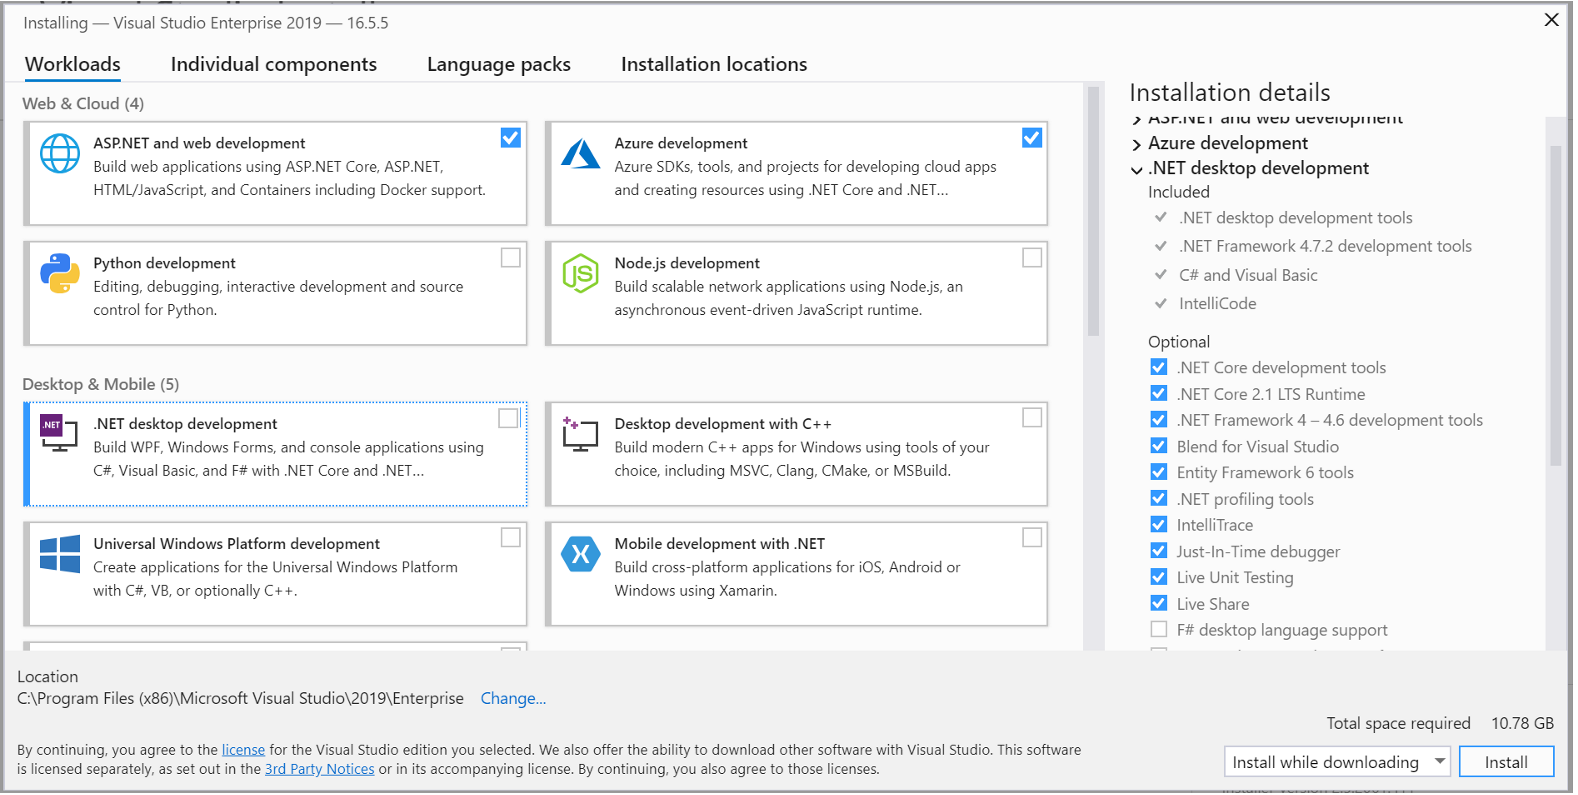 Installing — Visual Studio Enterprise 2019 — 16.5.5
Workloads
Individual components
Language packs
Installation locations
Web & Cloud (4)
ASP.NET and web development
Build web applications using ASP.NET Core, ASP.NET,
HTML/JavaScript, and Containers including Docker support.
Azure development
Azure SDKs, tools, and projects for developing cloud apps
and creating resources using .NET Core and .NET...
Python development
Editing, debugging, interactive development and source
control for Python.
JS
Node.js development
Build scalable network applications using Node.js, an
asynchronous event-driven JavaScript runtime.
Desktop & Mobile (5)
.NET
.NET desktop development
Build WPF, Windows Forms, and console applications using
C#, Visual Basic, and F# with .NET Core and .NET...
Desktop development with C++
Build modern C++ apps for Windows using tools of your
choice, including MSVC, Clang, CMake, or MSBuild.
Universal Windows Platform development
Create applications for the Universal Windows Platform
with C#, VB, or optionally C++.
Mobile development with .NET
Build cross-platform applications for iOS, Android or
Windows using Xamarin.
Installation details
ASP.NET and web development
Azure development
.NET desktop development
Included
.NET desktop development tools
.NET Framework 4.7.2 development tools
C# and Visual Basic
IntelliCode
Optional
.NET Core development tools
.NET Core 2.1 LTS Runtime
.NET Framework 4 – 4.6 development tools
Blend for Visual Studio
Entity Framework 6 tools
.NET profiling tools
IntelliTrace
Just-In-Time debugger
Live Unit Testing
Live Share
F# desktop language support
Location
C:\Program Files (x86)\Microsoft Visual Studio\2019\Enterprise Change...
Total space required 10.78 GB
By continuing, you agree to the license for the Visual Studio edition you selected. We also offer the ability to download other software with Visual Studio. This software
is licensed separately, as set out in the 3rd Party Notices or in its accompanying license. By continuing, you also agree to those licenses.
Install while downloading
Install